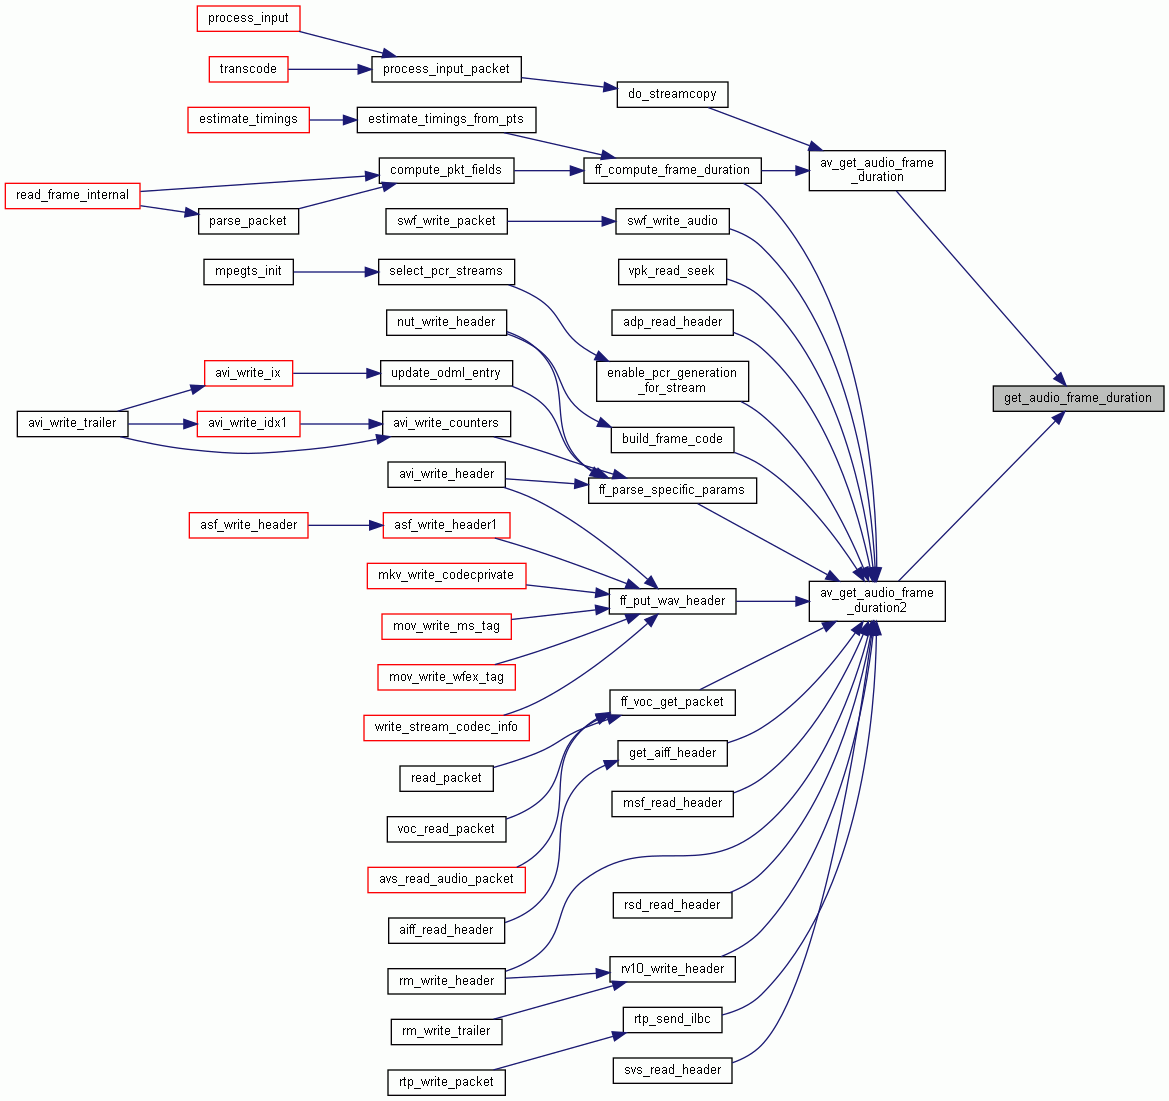 process_input
transcode
process_input_packet
do_streamcopy
estimate_timings
estimate_timings_from_pts
av_get_audio_frame
_duration
compute_pkt_fields
ff_compute_frame_duration
read_frame_internal
parse_packet
swf_write_packet
swf_write_audio
mpegts_init
select_pcr_streams
vpk_read_seek
nut_write_header
adp_read_header
avi_write_ix
update_odml_entry
enable_pcr_generation
_for_stream
get_audio_frame_duration
avi_write_trailer
avi_write_idx1
avi_write_counters
build_frame_code
avi_write_header
ff_parse_specific_params
asf_write_header
asf_write_header1
mkv_write_codecprivate
ff_put_wav_header
av_get_audio_frame
_duration2
mov_write_ms_tag
mov_write_wfex_tag
write_stream_codec_info
ff_voc_get_packet
read_packet
get_aiff_header
voc_read_packet
msf_read_header
avs_read_audio_packet
aiff_read_header
rsd_read_header
rm_write_header
rv10_write_header
rm_write_trailer
rtp_send_ilbc
rtp_write_packet
svs_read_header